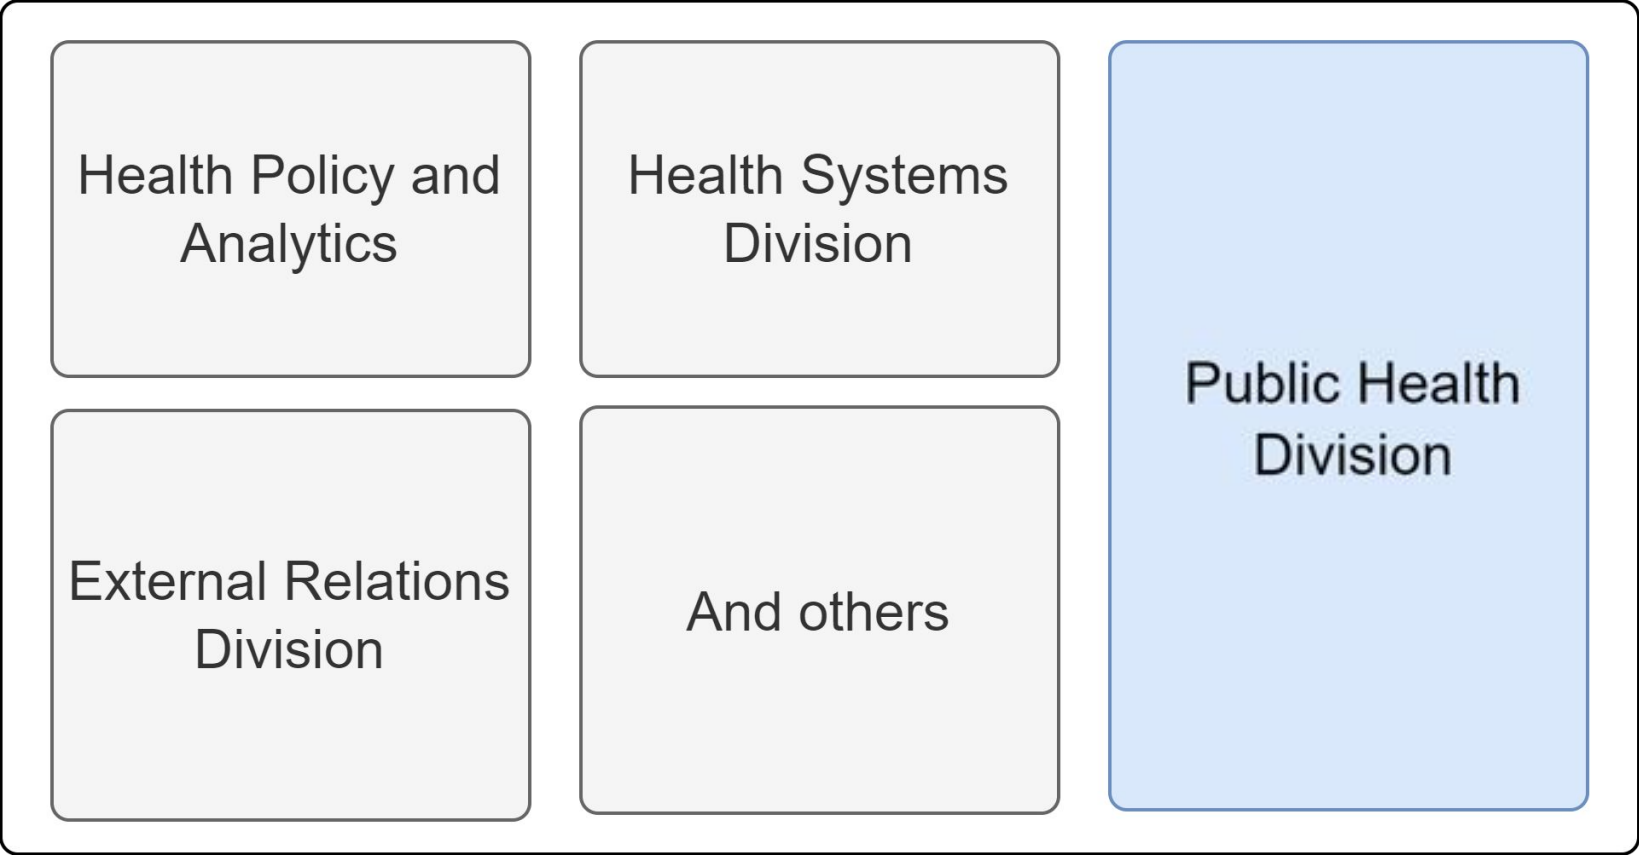 Health Policy and
Analytics
Health Systems
Division
Public Health
Division
External Relations
Division
And others